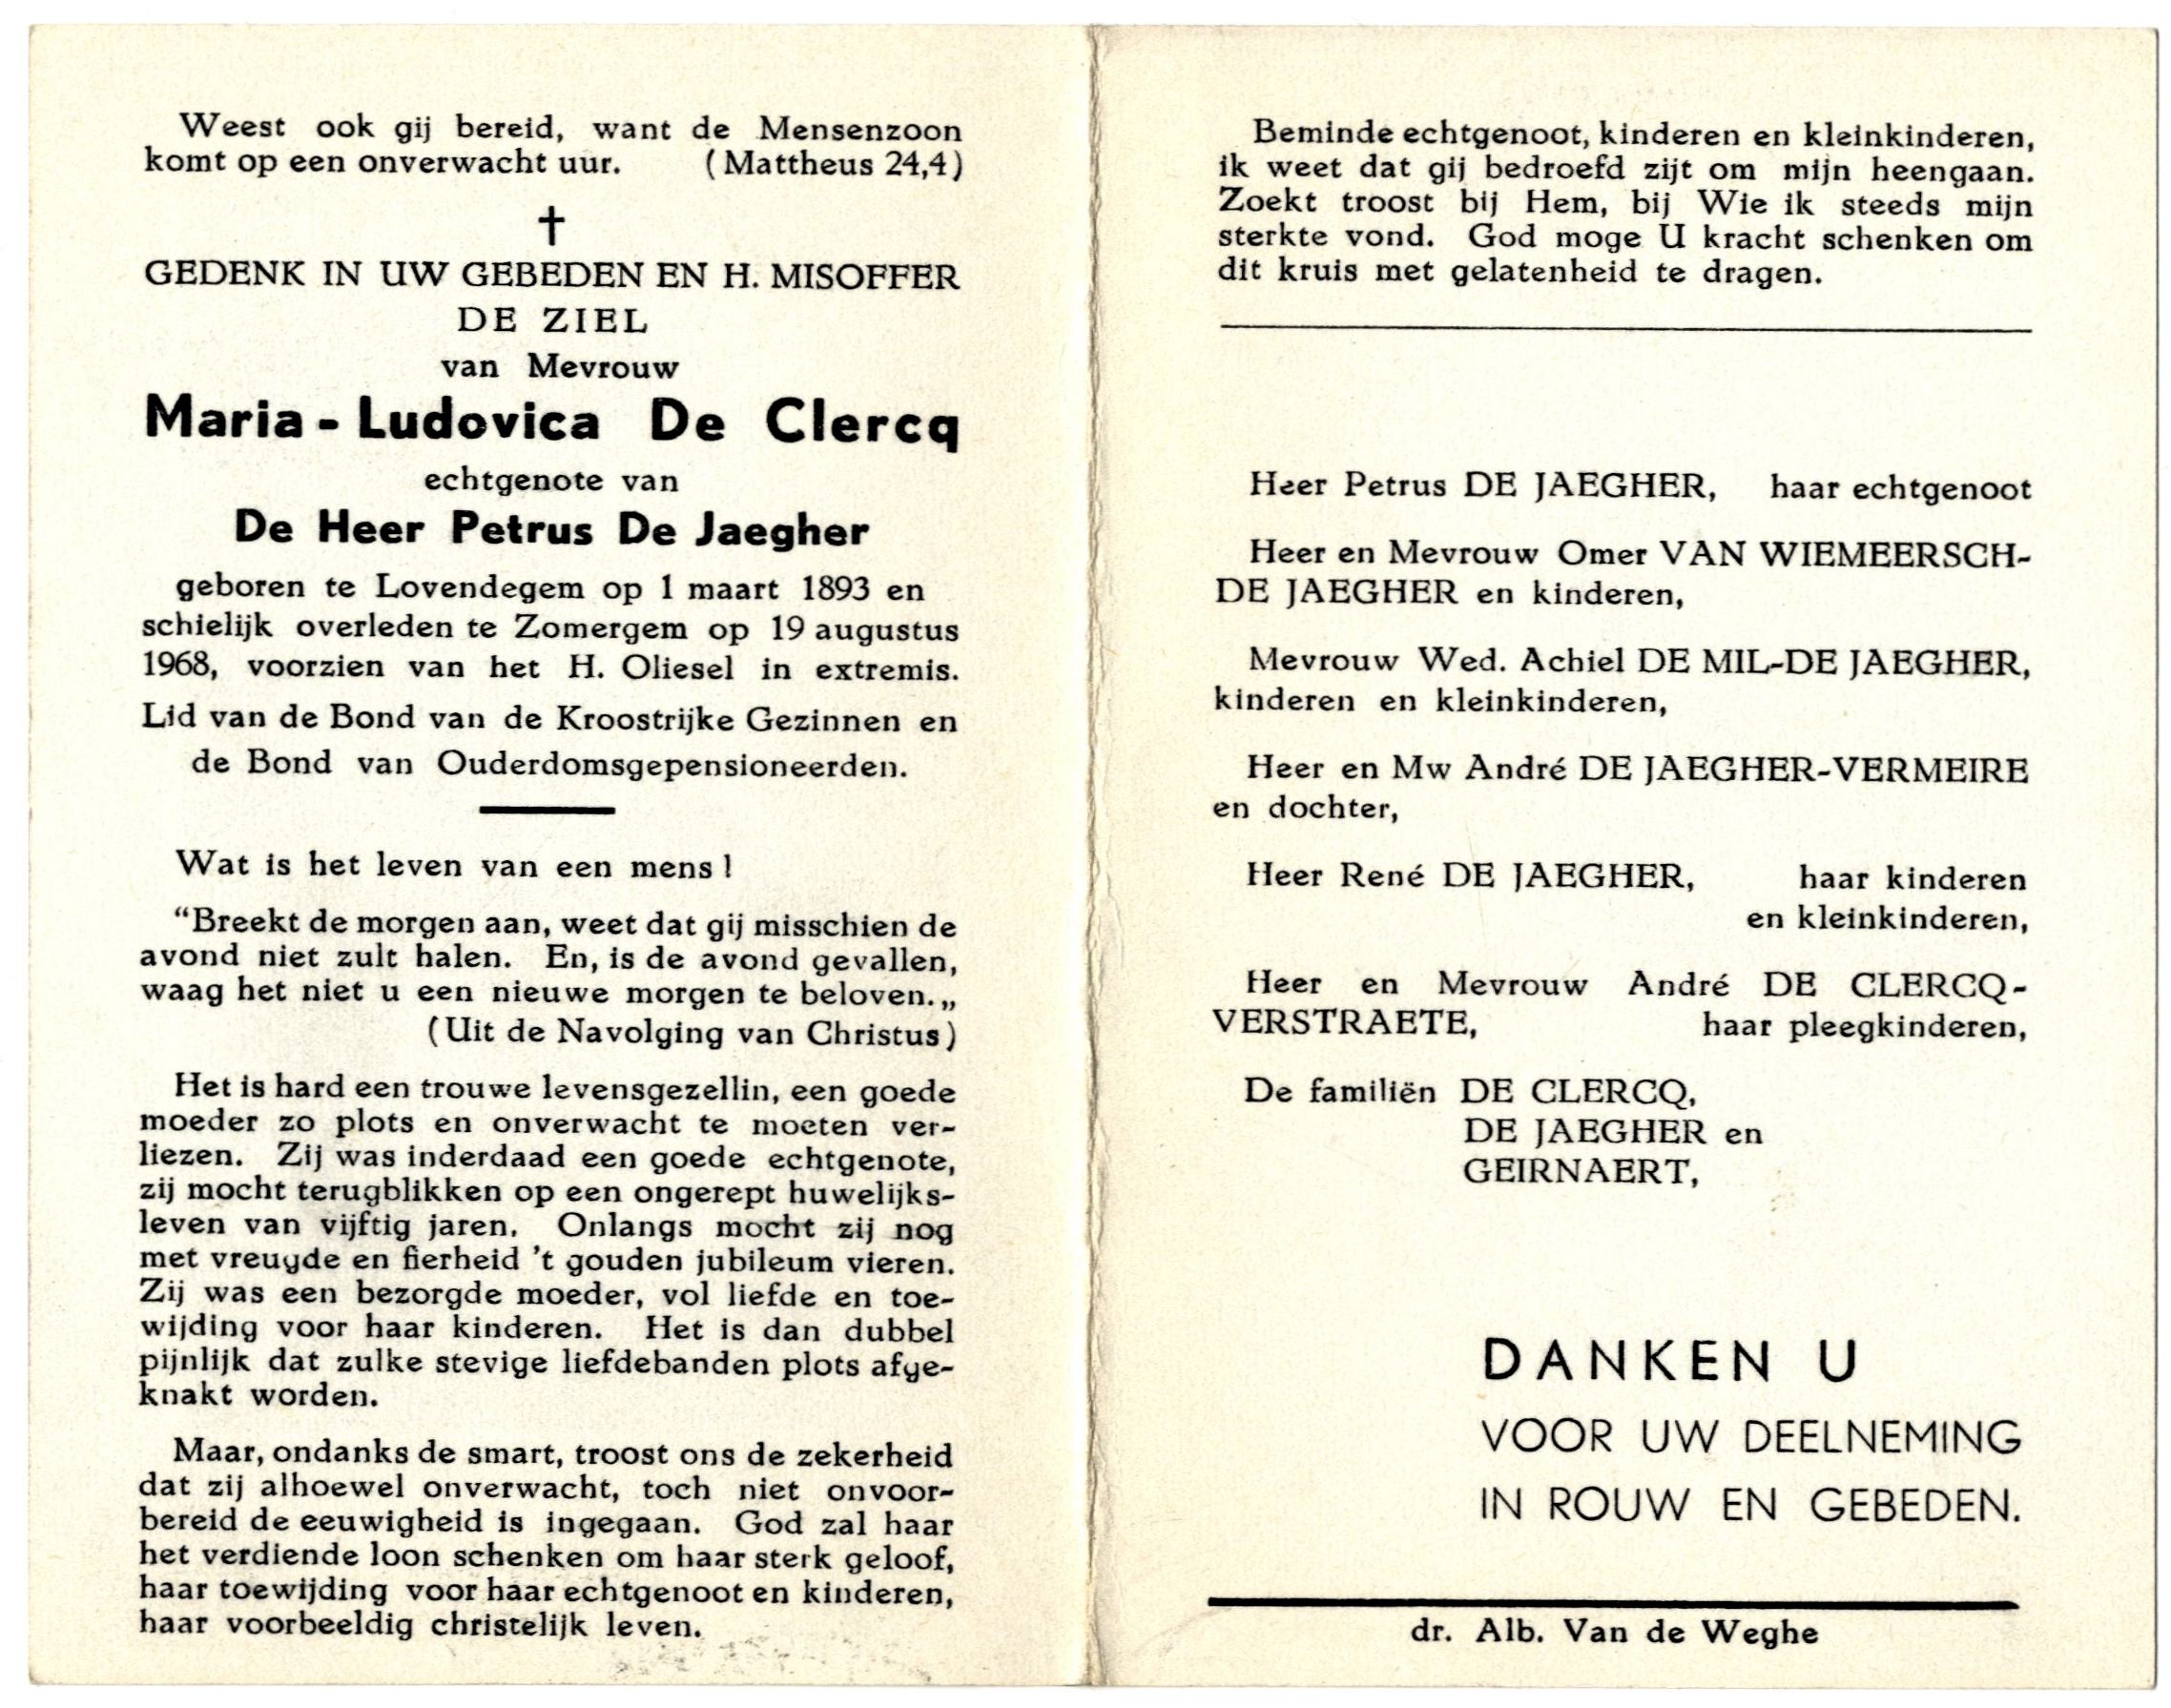 Weest ook gij bereid, want de Mensenzoon
komt op een onverwacht uur. (Mattheus 24,4)
✝
GEDENK IN UW GEBEDEN EN H. MISOFFER
DE ZIEL
van Mevrouw
Maria - Ludovica De Clercq
echtgenote van
De Heer Petrus De Jaegher
geboren te Lovendegem op 1 maart 1893 en
schielijk overleden te Zomergem op 19 augustus
1968, voorzien van het H. Oliesel in extremis.
Lid van de Bond van de Kroostrijke Gezinnen en
de Bond van Ouderdomsgepensioneerden.
Wat is het leven van een mens!
“Breekt de morgen aan, weet dat gij misschien de
avond niet zult halen. En, is de avond gevallen,
waag het niet u een nieuwe morgen te beloven.„
(Uit de Navolging van Christus)
Het is hard een trouwe levensgezellin, een goede
moeder zo plots en onverwacht te moeten ver-
liezen. Zij was inderdaad een goede echtgenote,
zij mocht terugblikken op een ongerept huwelijks-
leven van vijftig jaren. Onlangs mocht zij nog
met vreugde en fierheid 't gouden jubileum vieren.
Zij was een bezorgde moeder, vol liefde en toe-
wijding voor haar kinderen. Het is dan dubbel
pijnlijk dat zulke stevige liefdebanden plots afge-
knakt worden.
Maar, ondanks de smart, troost ons de zekerheid
dat zij alhoewel onverwacht, toch niet onvoor-
bereid de eeuwigheid is ingegaan. God zal haar
het verdiende loon schenken om haar sterk geloof,
haar toewijding voor haar echtgenoot en kinderen,
haar voorbeeldig christelijk leven.
Beminde echtgenoot, kinderen en kleinkinderen,
ik weet dat gij bedroefd zijt om mijn heengaan.
Zoekt troost bij Hem, bij Wie ik steeds mijn
sterkte vond. God moge U kracht schenken om
dit kruis met gelatenheid te dragen.
Heer Petrus DE JAEGHER, haar echtgenoot
Heer en Mevrouw Omer VAN WIEMEERSCH-
DE JAEGHER en kinderen,
Mevrouw Wed. Achiel DE MIL-DE JAEGHER,
kinderen en kleinkinderen,
Heer en Mw André DE JAEGHER-VERMEIRE
en dochter,
Heer René DE JAEGHER, haar kinderen
en kleinkinderen,
Heer en Mevrouw André DE CLERCQ-
VERSTRAETE, haar pleegkinderen,
De familiën DE CLERCQ,
DE JAEGHER en
GEIRNAERT,
DANKEN U
VOOR UW DEELNEMING
IN ROUW EN GEBEDEN.
dr. Alb. Van de Weghe